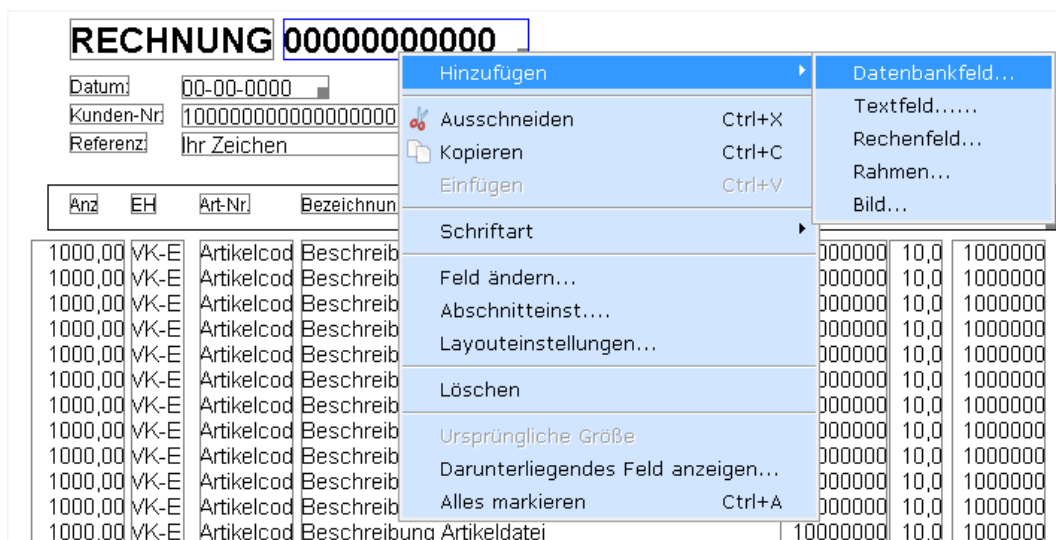 RECHNUNG 00000000000
Datum: 00-00-0000
Kunden-Nr: 100000000000000000
Referenz: Ihr Zeichen
Anz EH Art-Nr. Bezeichnun
Hinzufügen
Ausschneiden Ctrl+X
Kopieren Ctrl+C
Einfügen Ctrl+V
Schriftart
Feld ändern...
Abschnitteinst....
Layouteinstellungen...
Löschen
Ursprüngliche Größe
Darunterliegendes Feld anzeigen...
Alles markieren Ctrl+A
Datenbankfeld...
Textfeld......
Rechenfeld...
Rahmen...
Bild...
1000,00 VK-E Artikelcod Beschreib 000000 10,0 1000000
1000,00 VK-E Artikelcod Beschreib 000000 10,0 1000000
1000,00 VK-E Artikelcod Beschreib 000000 10,0 1000000
1000,00 VK-E Artikelcod Beschreib 000000 10,0 1000000
1000,00 VK-E Artikelcod Beschreib 000000 10,0 1000000
1000,00 VK-E Artikelcod Beschreib 000000 10,0 1000000
1000,00 VK-E Artikelcod Beschreib 000000 10,0 1000000
1000,00 VK-E Artikelcod Beschreib 000000 10,0 1000000
1000,00 VK-E Artikelcod Beschreib 000000 10,0 1000000
1000,00 VK-E Artikelcod Beschreib 000000 10,0 1000000
1000,00 VK-E Artikelcod Beschreib 000000 10,0 1000000
1000,00 VK-E Artikelcod Beschreibung Artikeldatei 10000000 10,0 1000000